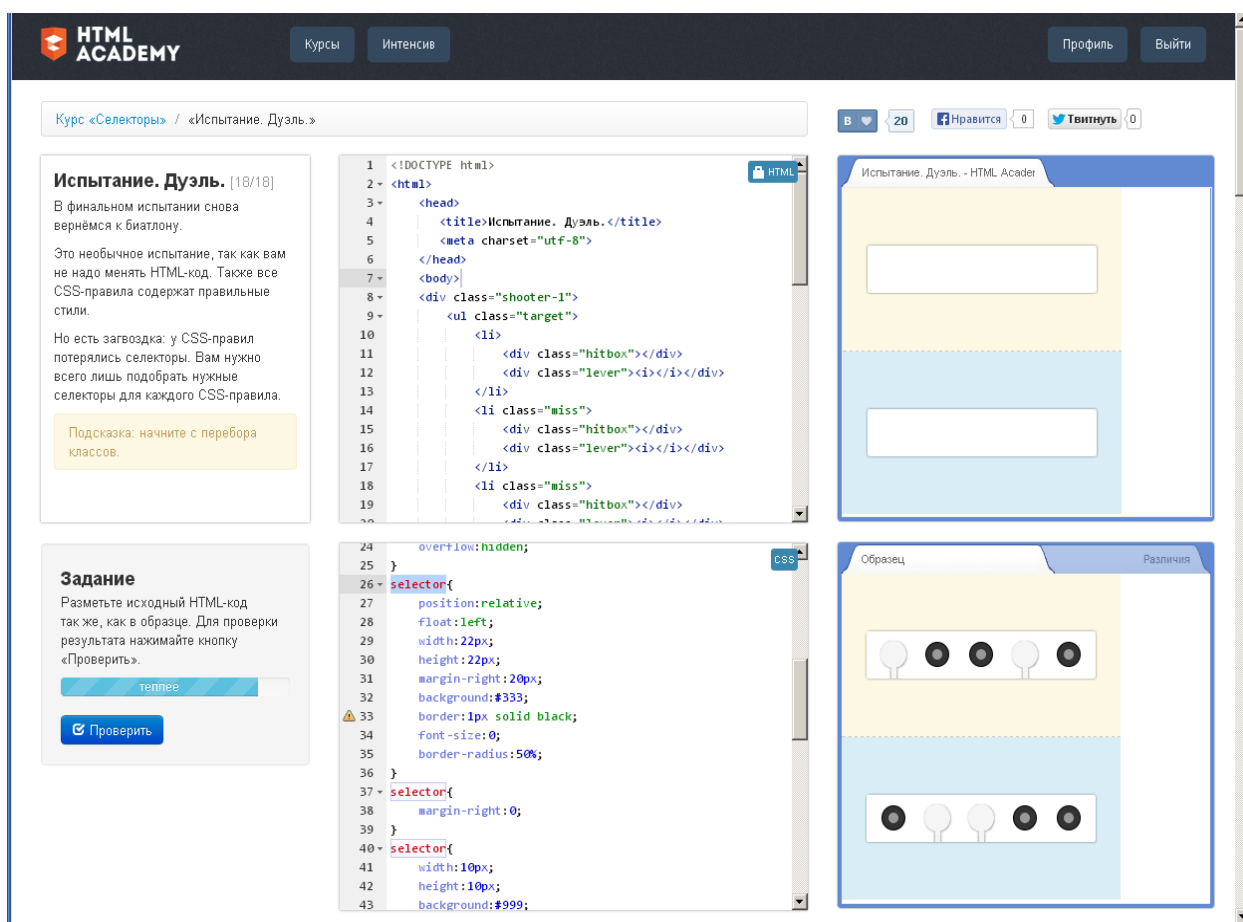 HTML ACADEMY
Курсы
Интенсив
Профиль
Выйти
Курс «Селекторы» / «Испытание. Дуэль.»
В 20
Нравится 0
Твитнуть 0
Испытание. Дуэль. [18/18]
В финальном испытании снова
вернёмся к биатлону.
Это необычное испытание, так как вам
не надо менять HTML-код. Также все
CSS-правила содержат правильные
стили.
Но есть загвоздка: у CSS-правил
потерялись селекторы. Вам нужно
всего лишь подобрать нужные
селекторы для каждого CSS-правила.
Подсказка: начните с перебора
классов.
HTML
1 <!DOCTYPE html>
2 <html>
3 <head>
4 <title>Испытание. Дуэль.</title>
5 <meta charset="utf-8">
6 </head>
7 <body>
8 <div class="shooter-1">
9 <ul class="target">
10 <li>
11 <div class="hitbox"></div>
12 <div class="lever"><i></i></div>
13 </li>
14 <li class="miss">
15 <div class="hitbox"></div>
16 <div class="lever"><i></i></div>
17 </li>
18 <li class="miss">
19 <div class="hitbox"></div>
20 <div class="lever"><i></i></div>
Испытание. Дуэль. - HTML Acader
Задание
Разметьте исходный HTML-код
так же, как в образце. Для проверки
результата нажимайте кнопку
«Проверить».
теплее
Проверить
CSS
24 overflow:hidden;
25 }
26 selector{
27 position:relative;
28 float:left;
29 width:22px;
30 height:22px;
31 margin-right:20px;
32 background:#333;
33 border:1px solid black;
34 font-size:0;
35 border-radius:50%;
36 }
37 selector{
38 margin-right:0;
39 }
40 selector{
41 width:10px;
42 height:10px;
43 background:#999;
Образец
Различия